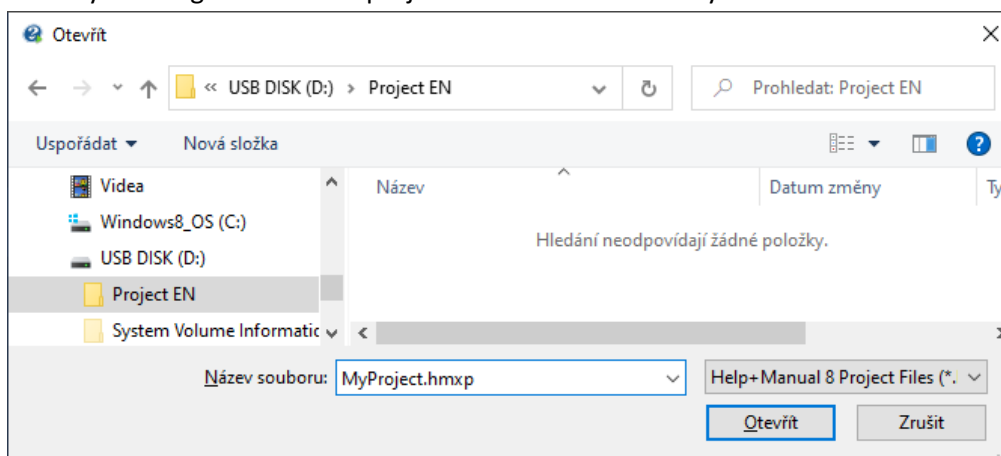 Otevřít
« USB DISK (D:) › Project EN
Prohledat: Project EN
Uspořádat Nová složka
Videa
Windows8_OS (C:)
USB DISK (D:)
Project EN
System Volume Informatic
Název Datum změny Ty
Hledání neodpovídají žádné položky.
Název souboru: MyProject.hmxp
Help+Manual 8 Project Files (*.
Otevřít Zrušit